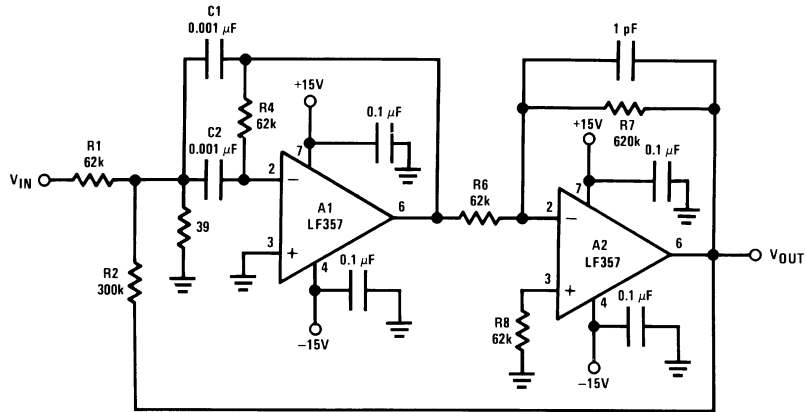 C1
0.001 µF
1 pF
+15V
R4
62k
0.1 µF
R7
620k
+15V
C2
0.001 µF
R1
62k
0.1 µF
7
7
VIN
2
−
A1
LF357
6
R6
62k
2
−
A2
LF357
6
VOUT
39
3
+
4
0.1 µF
3
+
4
0.1 µF
R2
300k
R8
62k
−15V
−15V